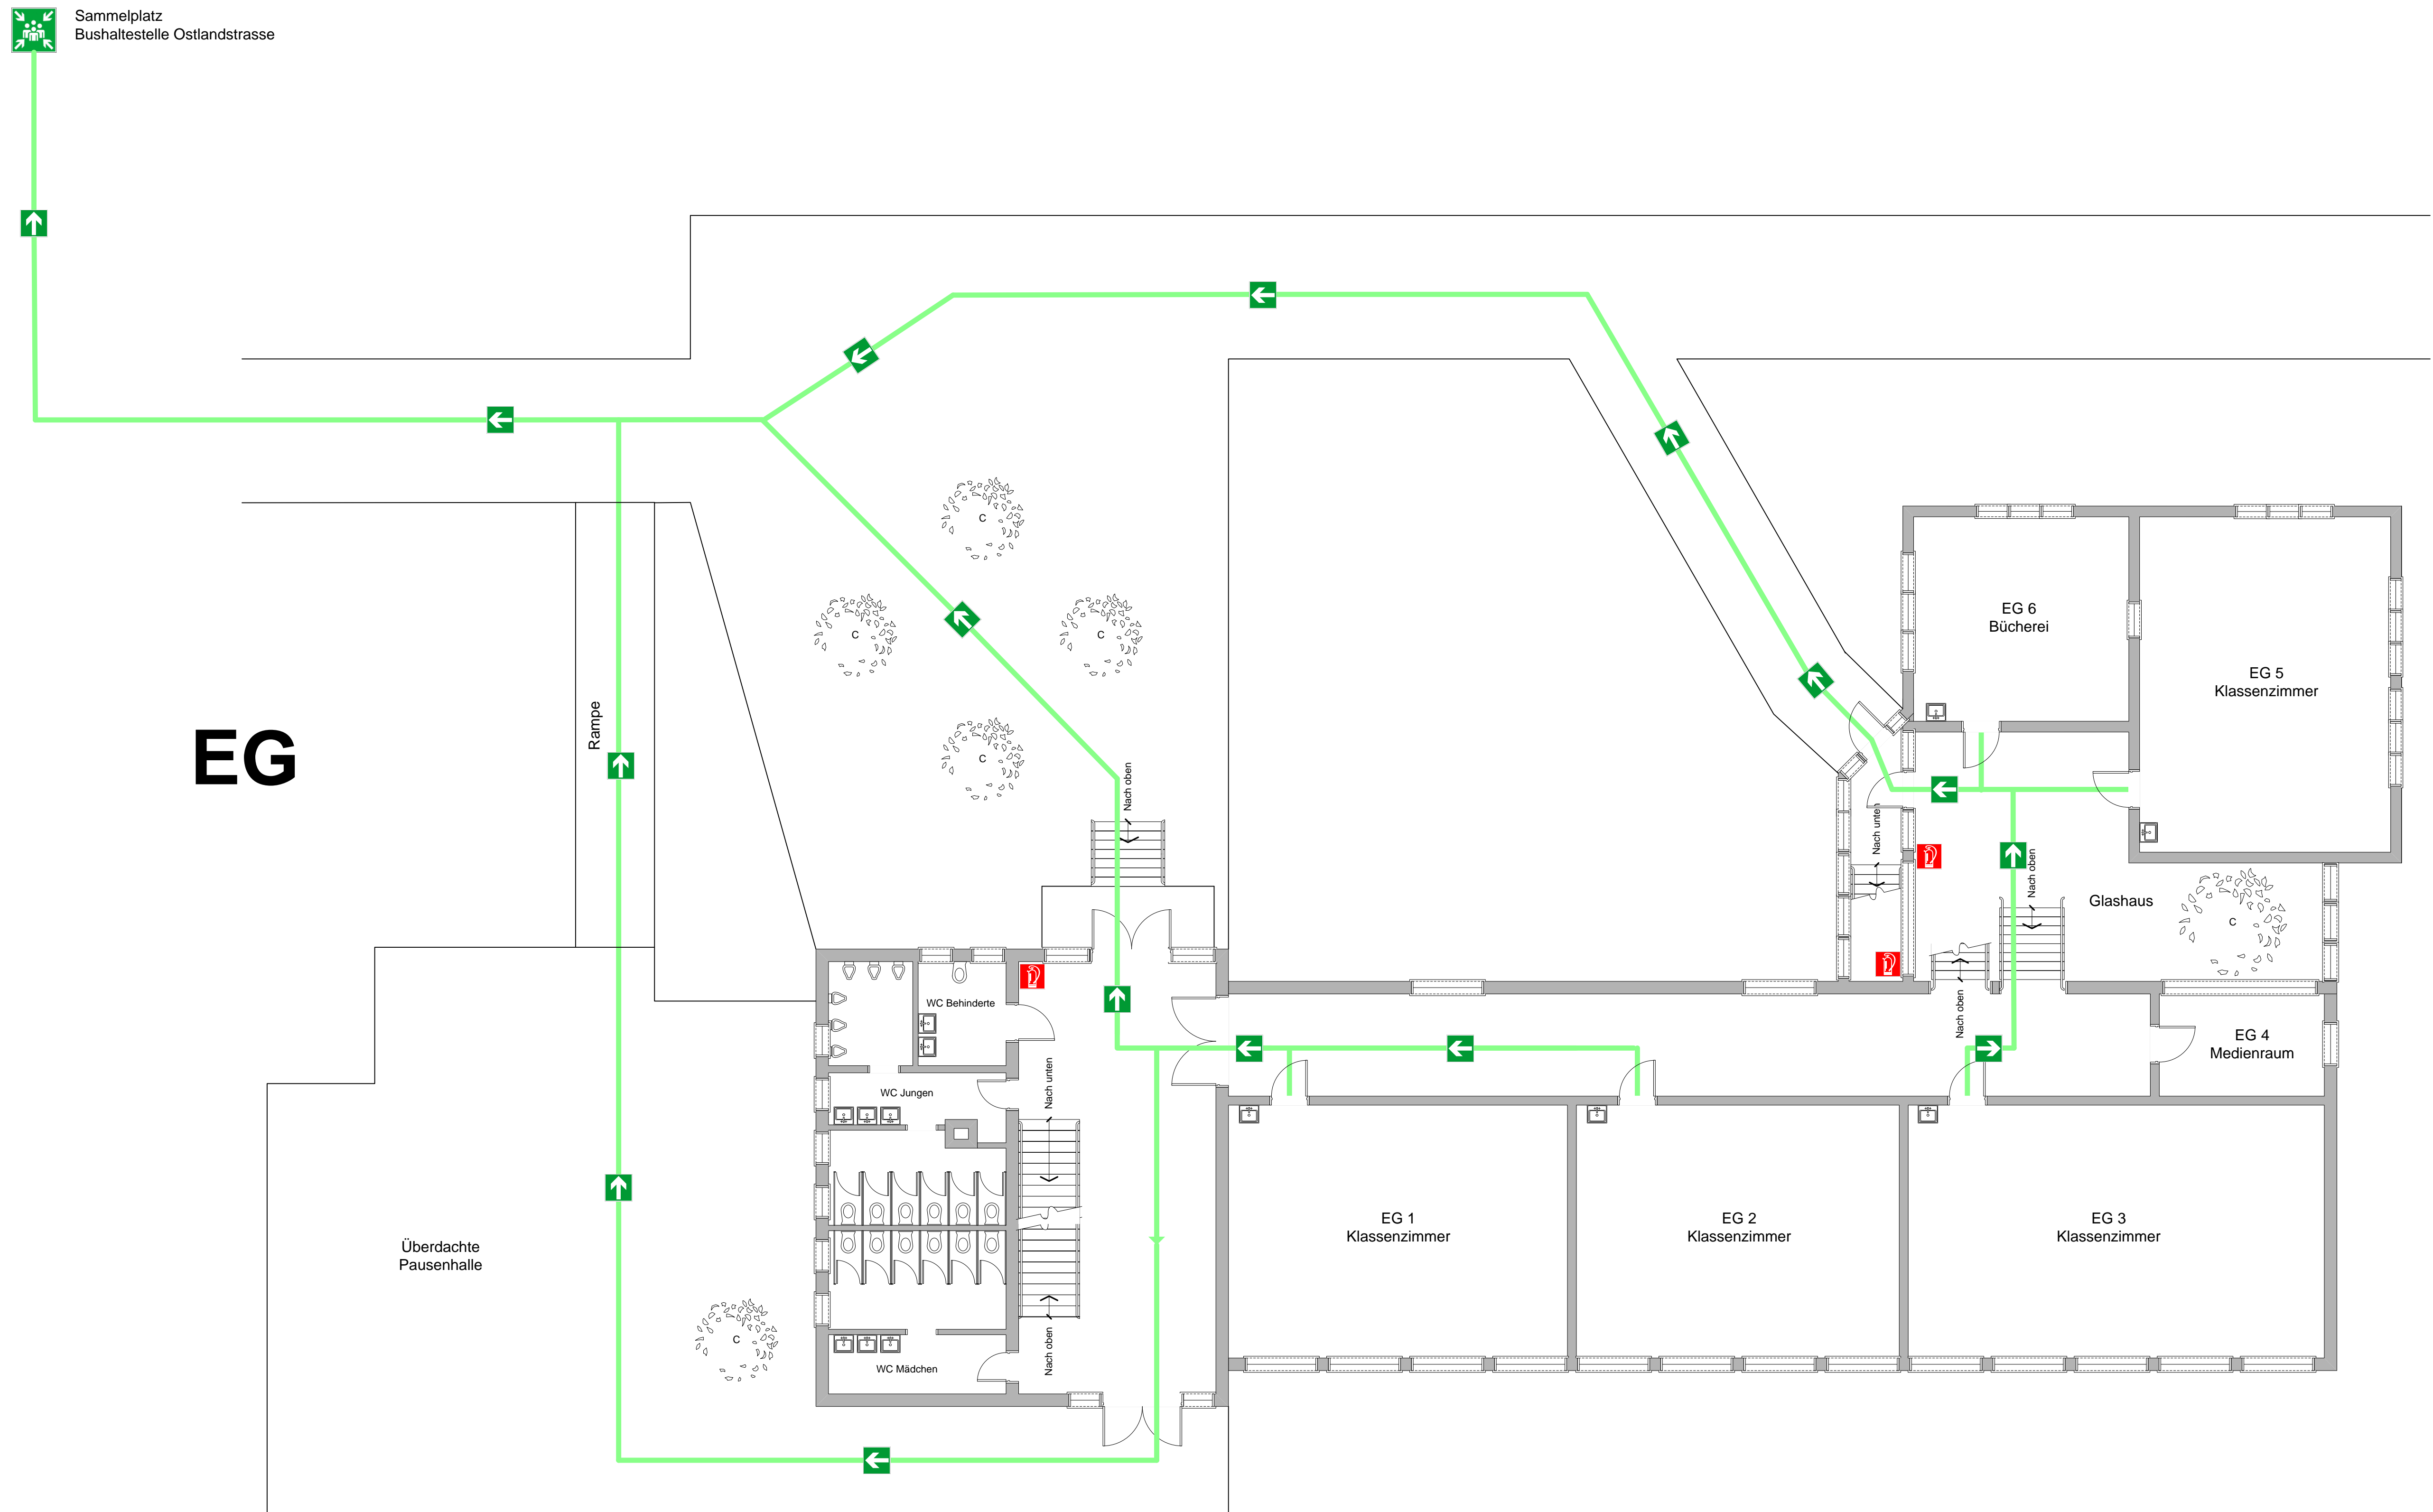 Sammelplatz
Bushaltestelle Ostlandstrasse
EG
Rampe
C
C
C
C
Nach oben
EG 6
Bücherei
EG 5
Klassenzimmer
Nach unten
Nach oben
Glashaus
C
WC Behinderte
Nach oben
EG 4
Medienraum
WC Jungen
Nach unten
EG 1
Klassenzimmer
EG 2
Klassenzimmer
EG 3
Klassenzimmer
Überdachte
Pausenhalle
C
WC Mädchen
Nach oben